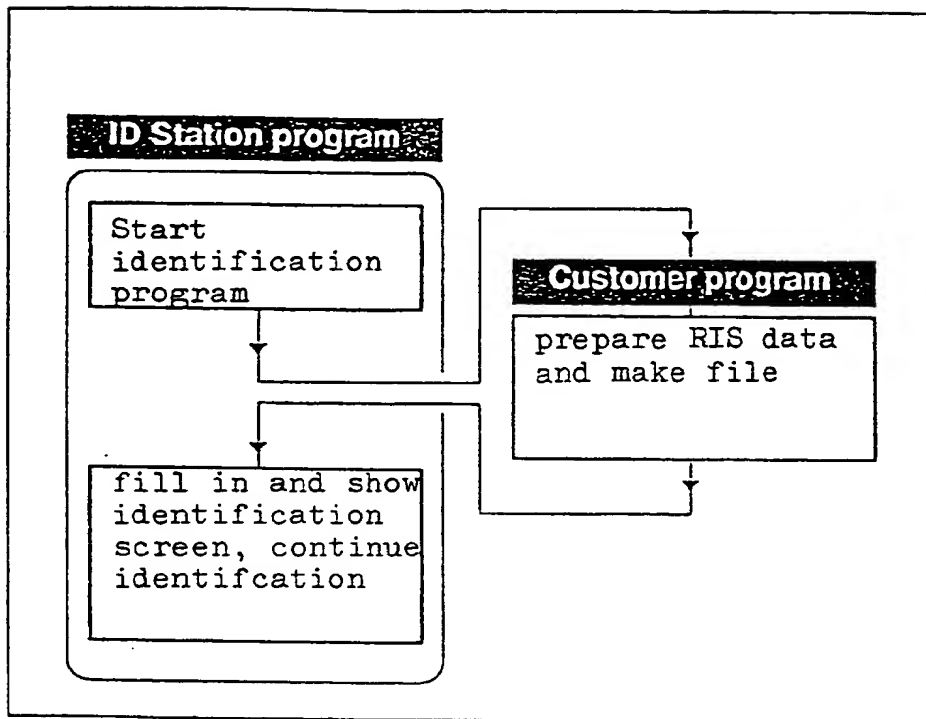 ID Station program
Start
identification
program
Customer program
prepare RIS data
and make file
fill in and show
identification
screen, continue
identifcation